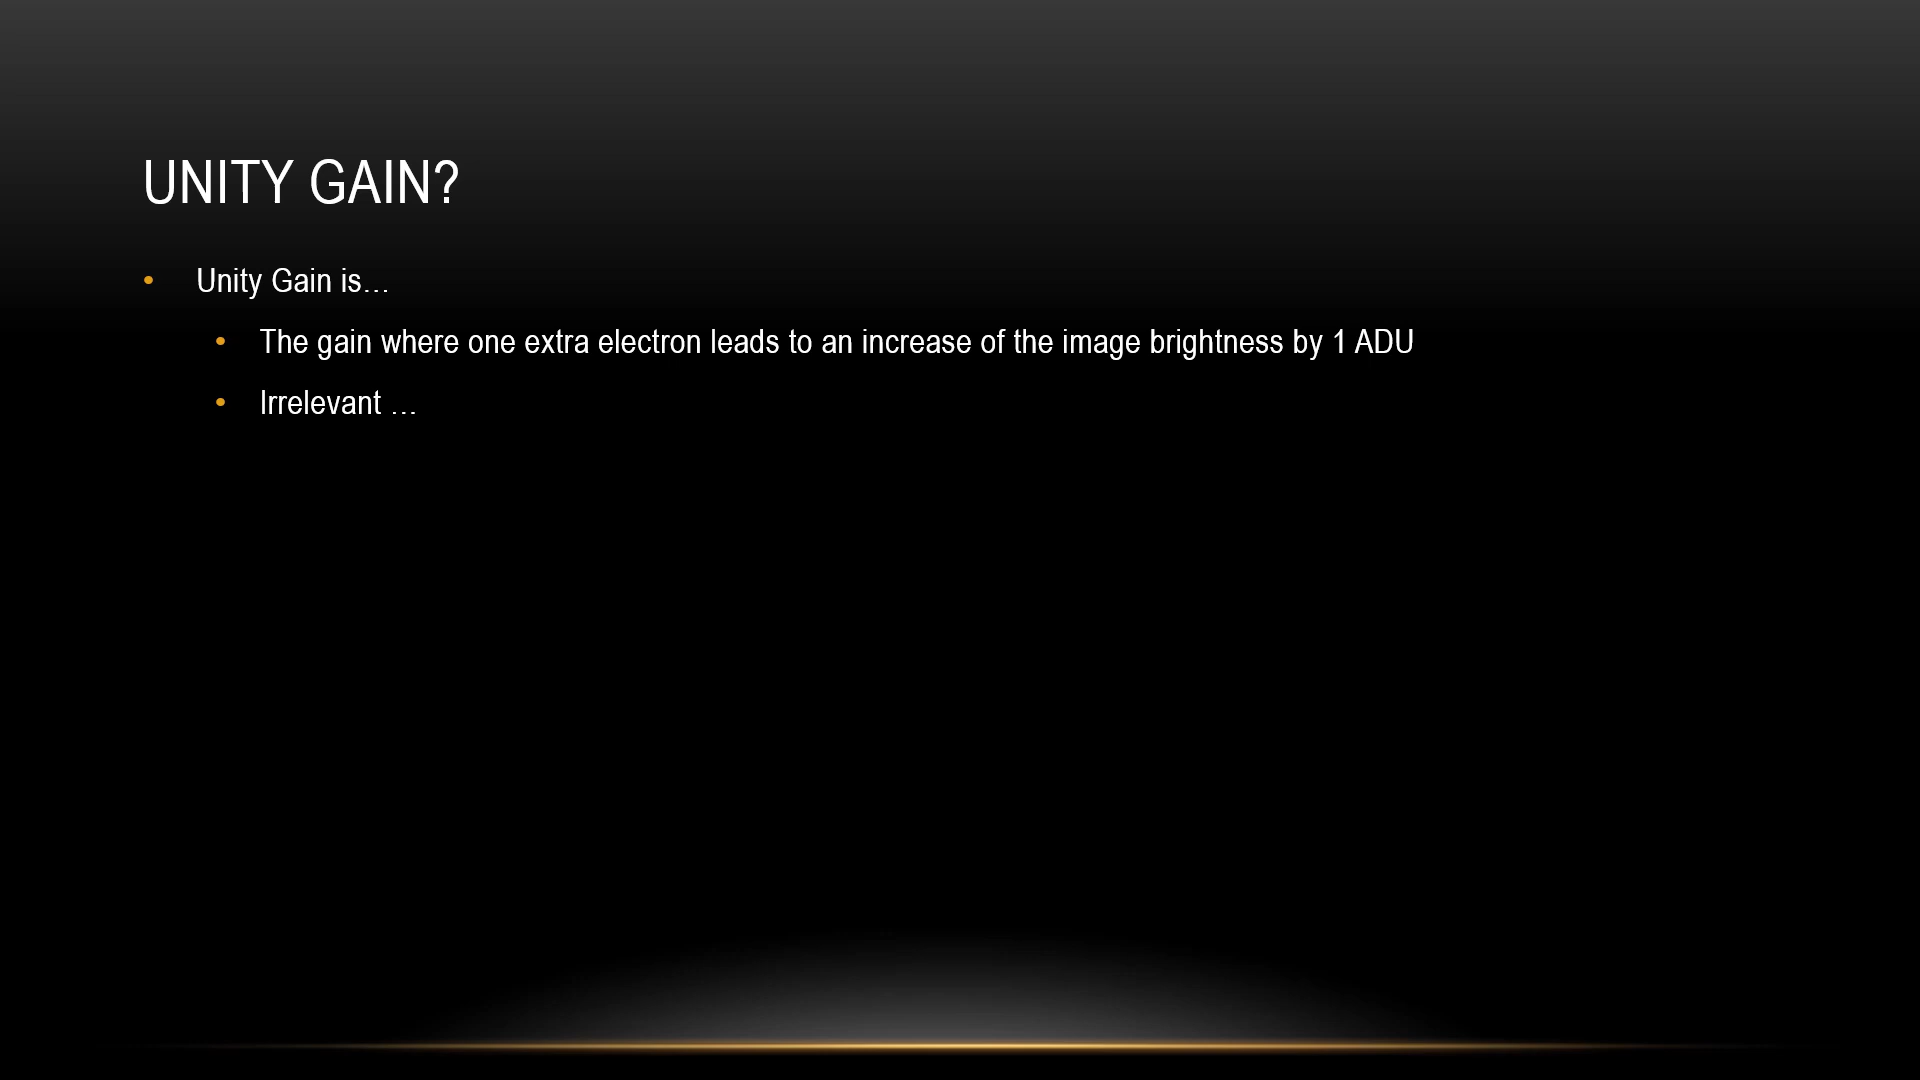 UNITY GAIN?
• Unity Gain is…
• The gain where one extra electron leads to an increase of the image brightness by 1 ADU
• Irrelevant …